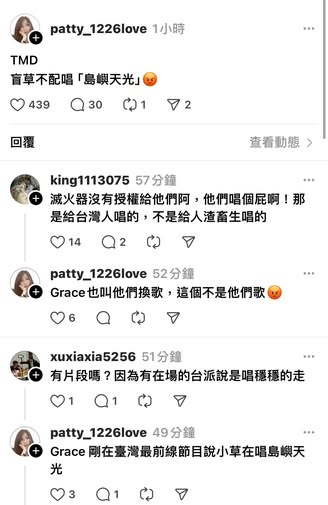 patty_1226love 1小時
TMD
盲草不配唱「島嶼天光」😡
439 30 1 2
回覆 查看動態
king1113075 57分鐘
滅火器沒有授權給他們阿，他們唱個屁啊！那
是給台灣人唱的，不是給人渣畜生唱的
14 2
patty_1226love 52分鐘
Grace也叫他們換歌，這個不是他們歌😡
6
xuxiaxia5256 51分鐘
有片段嗎？因為有在場的台派說是唱穩穩的走
1 1
patty_1226love 49分鐘
Grace 剛在臺灣最前線節目說小草在唱島嶼天
光
3 1